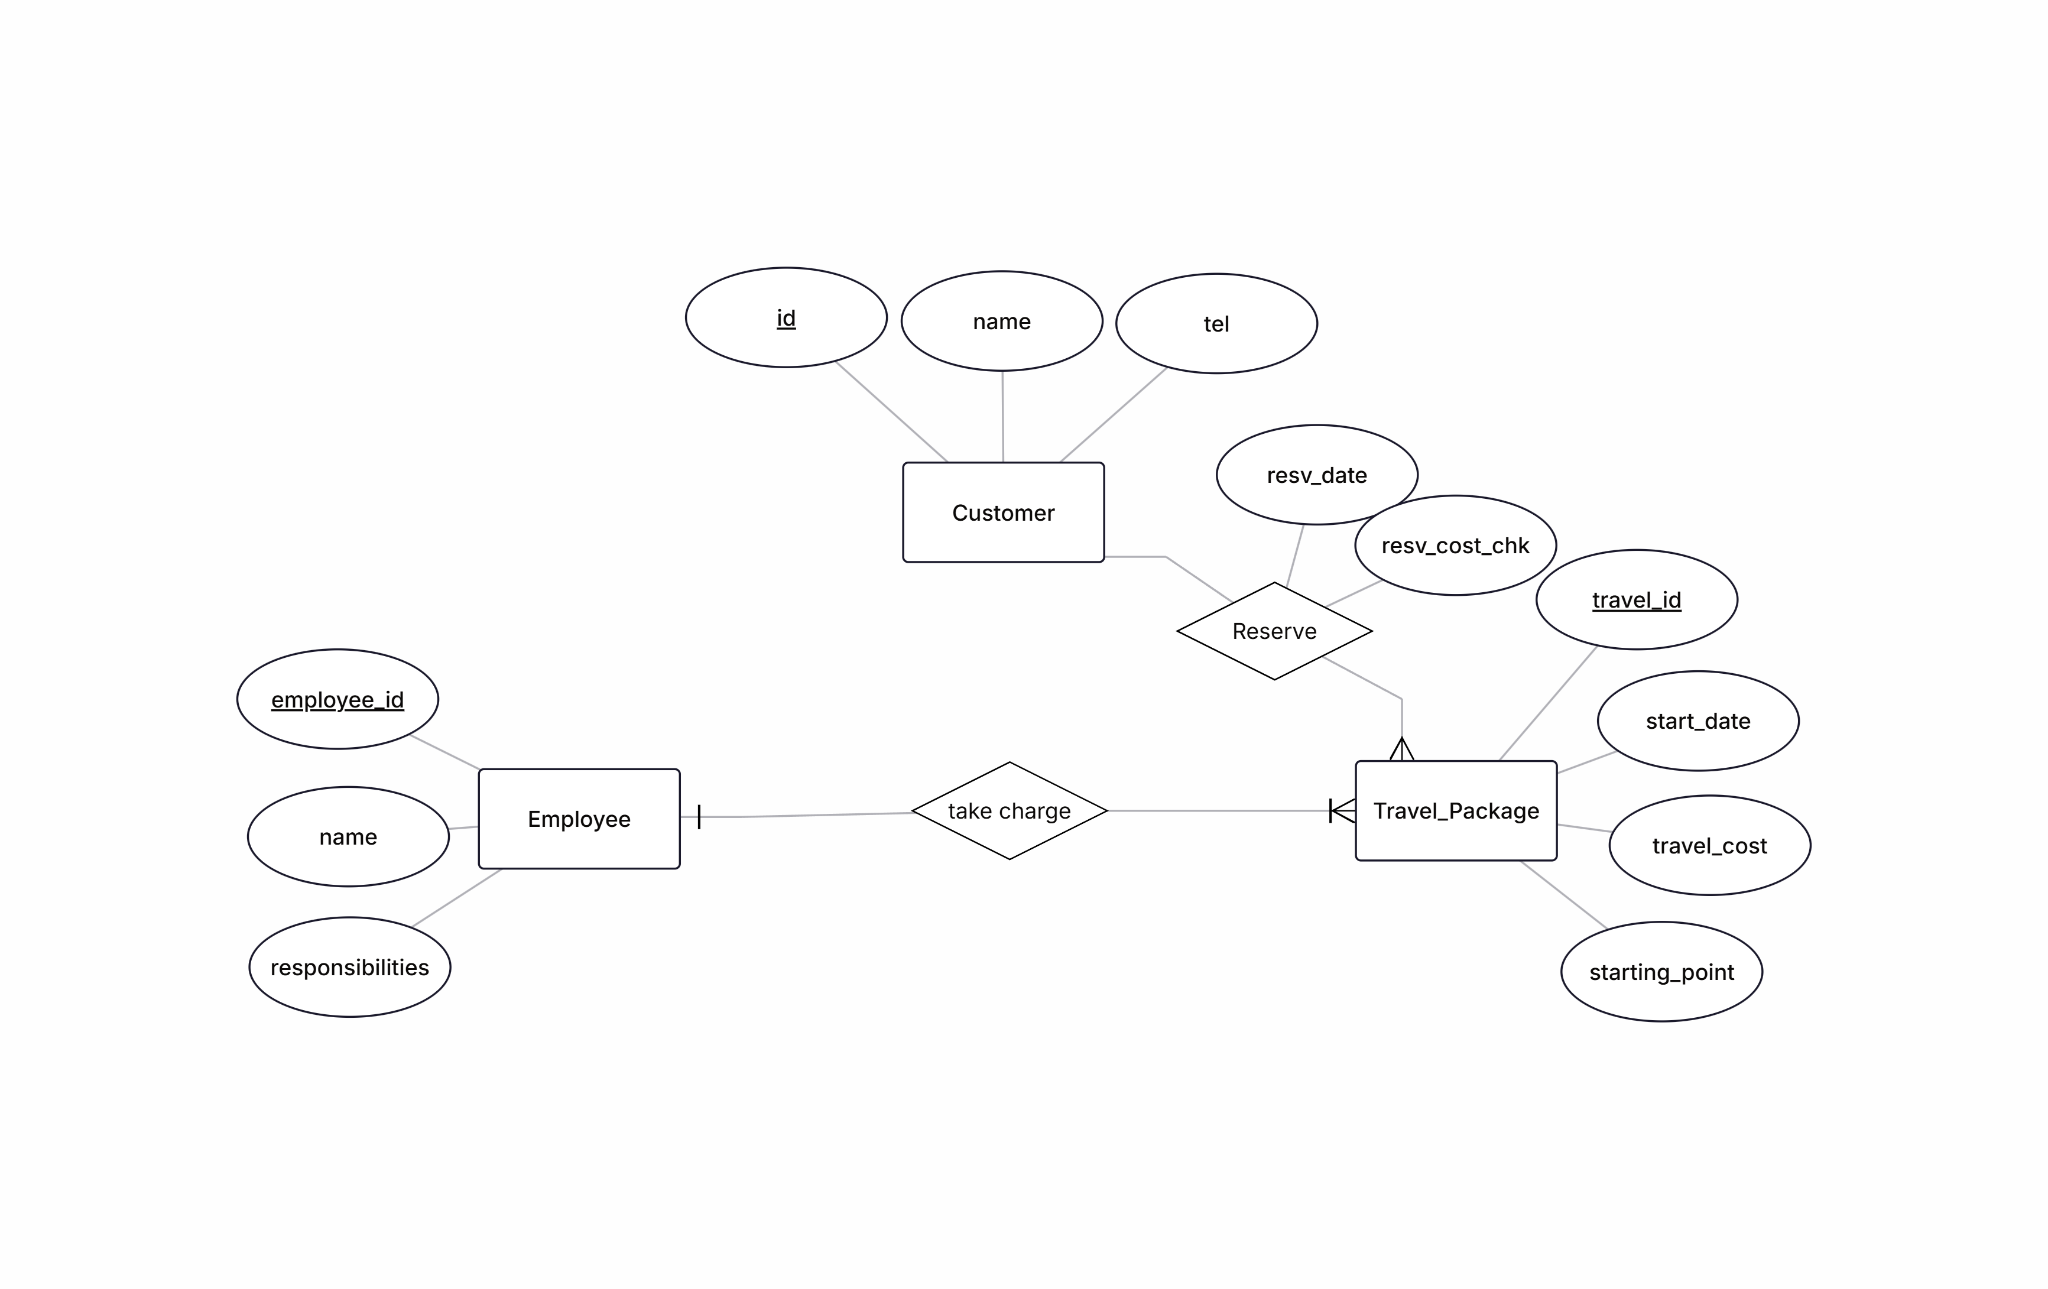 id
name
tel
Customer
resv_date
resv_cost_chk
Reserve
travel_id
employee_id
start_date
name
Employee
take charge
Travel_Package
travel_cost
responsibilities
starting_point